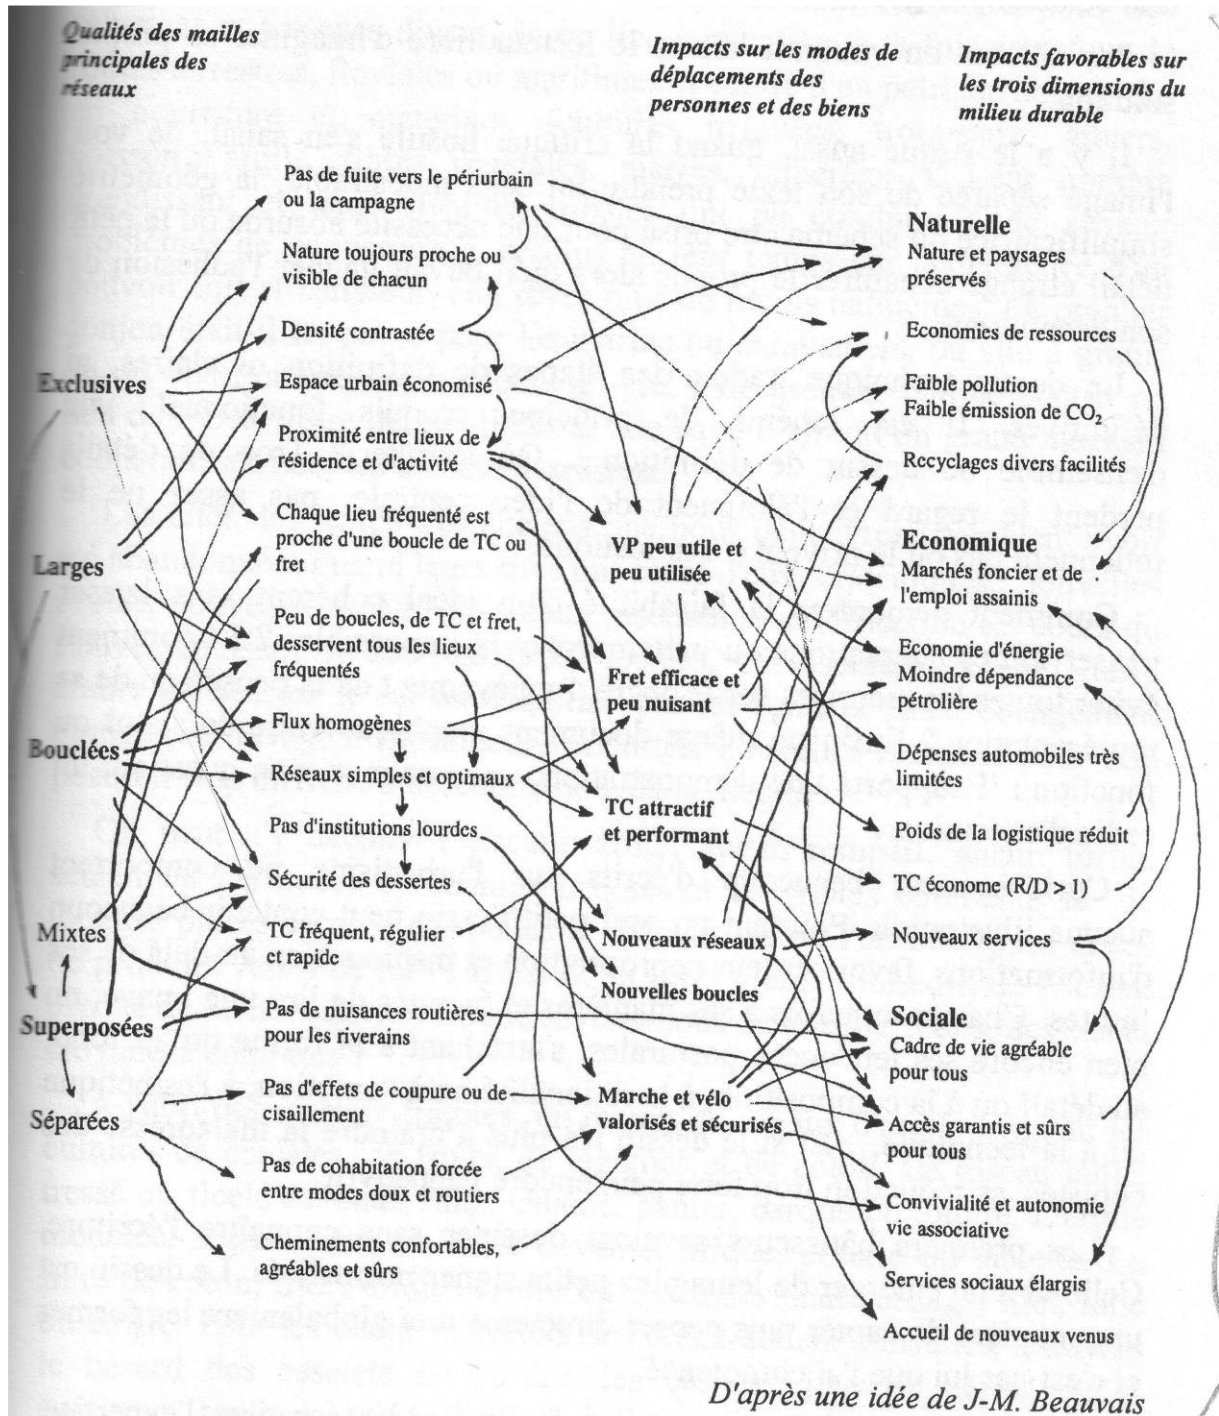 Qualités des mailles
principales des
réseaux
Impacts sur les modes de
déplacements des
personnes et des biens
Impacts favorables sur
les trois dimensions du
milieu durable
Exclusives
Larges
Bouclées
Mixtes
Superposées
Séparées
Pas de fuite vers le périurbain
ou la campagne
Nature toujours proche ou
visible de chacun
Densité contrastée
Espace urbain économisé
Proximité entre lieux de
résidence et d'activité
Chaque lieu fréquenté est
proche d'une boucle de TC ou
fret
Peu de boucles, de TC et fret,
desservent tous les lieux
fréquentés
Flux homogènes
Réseaux simples et optimaux
Pas d'institutions lourdes
Sécurité des dessertes
TC fréquent, régulier
et rapide
Pas de nuisances routières
pour les riverains
Pas d'effets de coupure ou de
cisaillement
Pas de cohabitation forcée
entre modes doux et routiers
Cheminements confortables,
agréables et sûrs
VP peu utile et
peu utilisée
Fret efficace et
peu nuisant
TC attractif
et performant
Nouveaux réseaux
Nouvelles boucles
Marche et vélo
valorisés et sécurisés
Naturelle
Nature et paysages
préservés
Economies de ressources
Faible pollution
Faible émission de CO₂
Recyclages divers facilités
Economique
Marchés foncier et de
l'emploi assainis
Economie d'énergie
Moindre dépendance
pétrolière
Dépenses automobiles très
limitées
Poids de la logistique réduit
TC économe (R/D > 1)
Nouveaux services
Sociale
Cadre de vie agréable
pour tous
Accès garantis et sûrs
pour tous
Convivialité et autonomie
vie associative
Services sociaux élargis
Accueil de nouveaux venus
D'après une idée de J-M. Beauvais